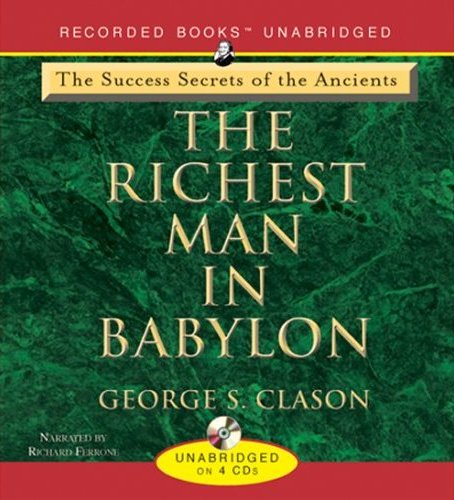 RECORDED BOOKS™ UNABRIDGED
The Success Secrets of the Ancients
THE
RICHEST
MAN
IN
BABYLON
GEORGE S. CLASON
NARRATED BY
RICHARD FERRONE
UNABRIDGED
ON 4 CDs